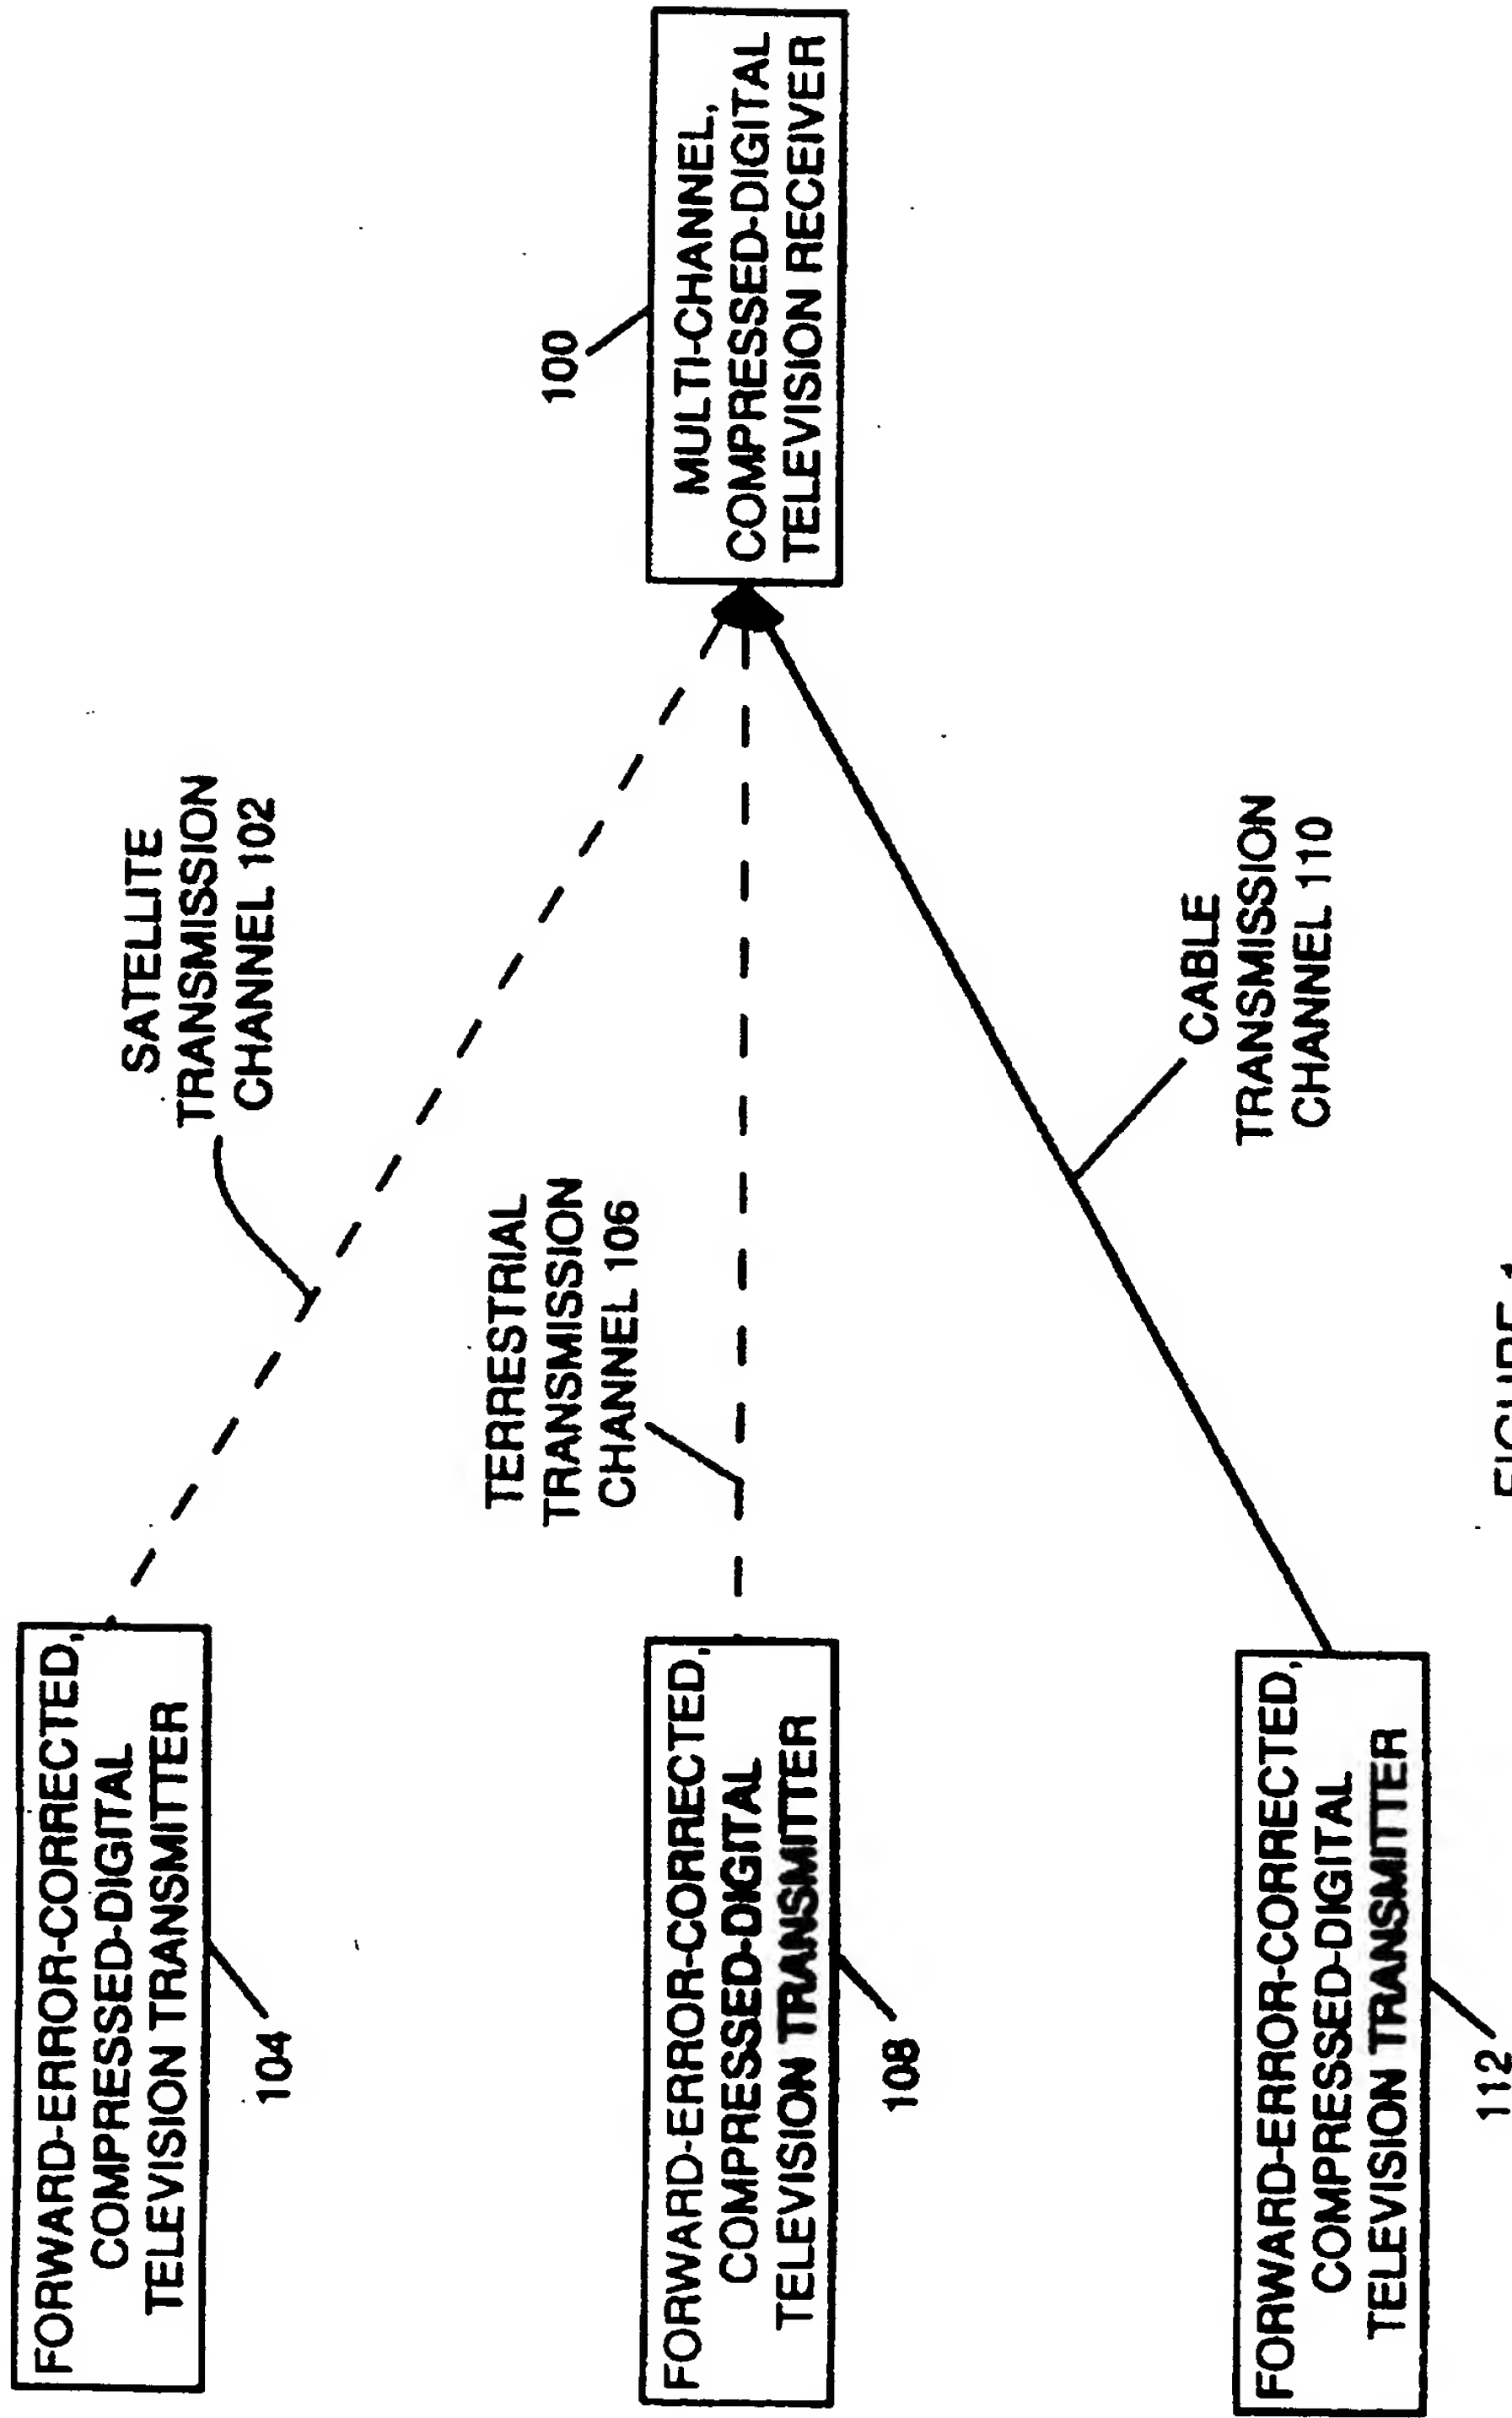 FORWARD-ERROR-CORRECTED,
COMPRESSED-DIGITAL
TELEVISION TRANSMITTER
104
SATELLITE
TRANSMISSION
CHANNEL 102
FORWARD-ERROR-CORRECTED,
COMPRESSED-DIGITAL
TELEVISION TRANSMITTER
108
TERRESTRIAL
TRANSMISSION
CHANNEL 106
100
MULTI-CHANNEL,
COMPRESSED-DIGITAL
TELEVISION RECEIVER
FORWARD-ERROR-CORRECTED,
COMPRESSED-DIGITAL
TELEVISION TRANSMITTER
112
CABLE
TRANSMISSION
CHANNEL 110
FIGURE 1